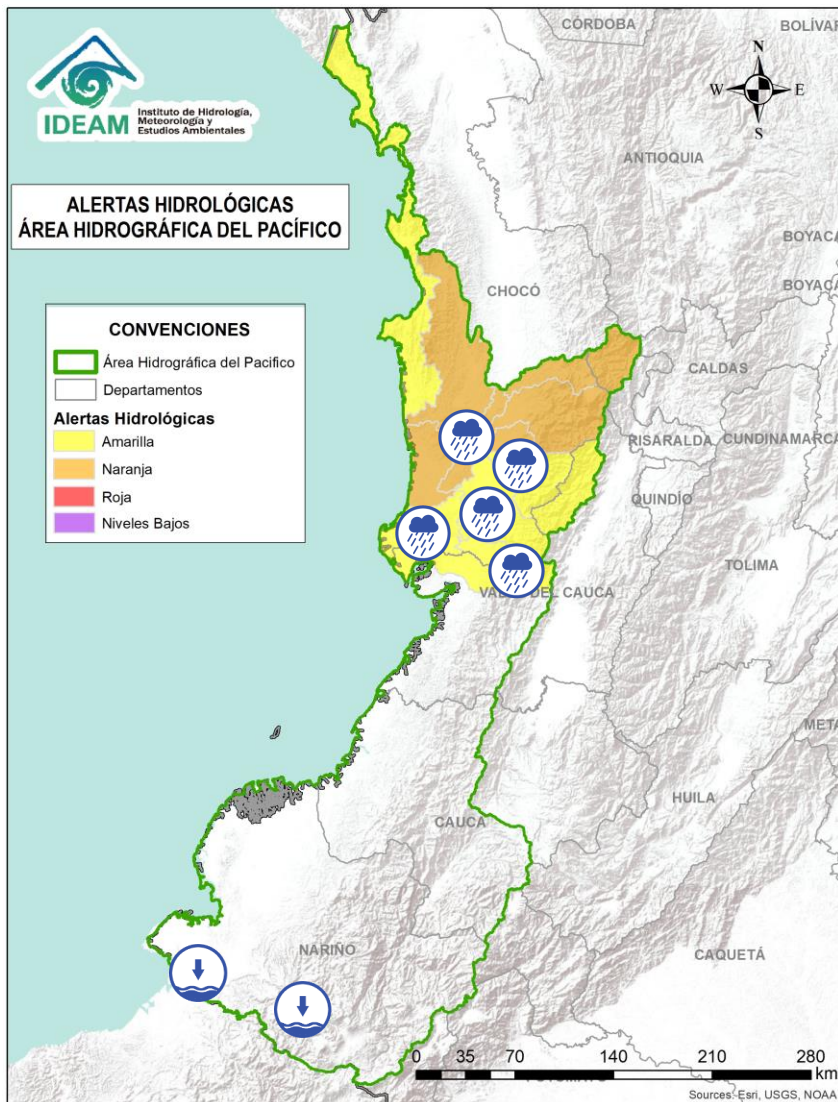 IDEAM
Instituto de Hidrología,
Meteorología y
Estudios Ambientales
CÓRDOBA
BOLÍVAR
N
W
E
S
ANTIOQUIA
ALERTAS HIDROLÓGICAS
ÁREA HIDROGRÁFICA DEL PACÍFICO
BOYACÁ
BOYACÁ
CHOCÓ
CONVENCIONES
Área Hidrográfica del Pacifico
Departamentos
Alertas Hidrológicas
Amarilla
Naranja
Roja
Niveles Bajos
CALDAS
RISARALDA
CUNDINAMARCA
QUINDÍO
TOLIMA
DEL CAUCA
META
HUILA
CAUCA
NARIÑO
CAQUETÁ
0 35 70 140 210 280
km
Sources: Esri, USGS, NOAA